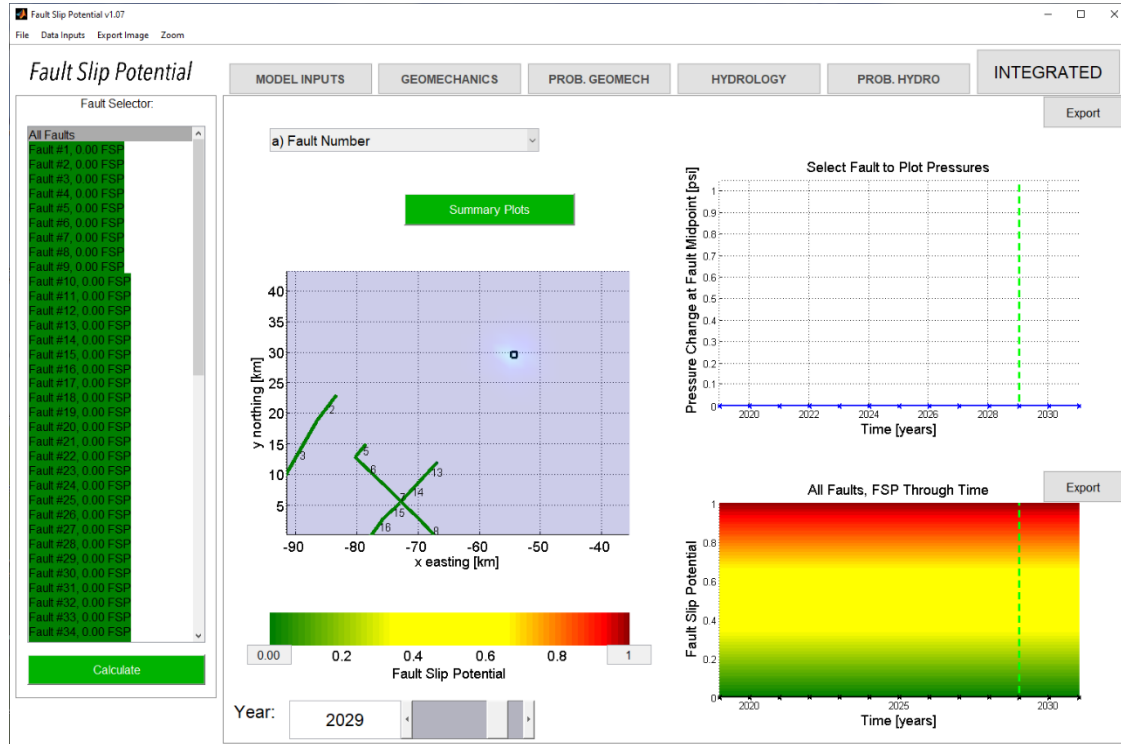 Fault Slip Potential v1.07
File Data Inputs Export Image Zoom
Fault Slip Potential
MODEL INPUTS
GEOMECHANICS
PROB. GEOMECH
HYDROLOGY
PROB. HYDRO
INTEGRATED
Fault Selector:
All Faults
Fault #1, 0.00 FSP
Fault #2, 0.00 FSP
Fault #3, 0.00 FSP
Fault #4, 0.00 FSP
Fault #5, 0.00 FSP
Fault #6, 0.00 FSP
Fault #7, 0.00 FSP
Fault #8, 0.00 FSP
Fault #9, 0.00 FSP
Fault #10, 0.00 FSP
Fault #11, 0.00 FSP
Fault #12, 0.00 FSP
Fault #13, 0.00 FSP
Fault #14, 0.00 FSP
Fault #15, 0.00 FSP
Fault #16, 0.00 FSP
Fault #17, 0.00 FSP
Fault #18, 0.00 FSP
Fault #19, 0.00 FSP
Fault #20, 0.00 FSP
Fault #21, 0.00 FSP
Fault #22, 0.00 FSP
Fault #23, 0.00 FSP
Fault #24, 0.00 FSP
Fault #25, 0.00 FSP
Fault #26, 0.00 FSP
Fault #27, 0.00 FSP
Fault #28, 0.00 FSP
Fault #29, 0.00 FSP
Fault #30, 0.00 FSP
Fault #31, 0.00 FSP
Fault #32, 0.00 FSP
Fault #33, 0.00 FSP
Fault #34, 0.00 FSP
Calculate
a) Fault Number
Summary Plots
y northing [km]
40
35
30
25
20
15
10
5
2
3
5
6
13
14
7
15
16
8
-90 -80 -70 -60 -50 -40
x easting [km]
0.00 0.2 0.4 0.6 0.8 1
Fault Slip Potential
Year: 2029
Export
Select Fault to Plot Pressures
Pressure Change at Fault Midpoint [psi]
1
0.9
0.8
0.7
0.6
0.5
0.4
0.3
0.2
0.1
0
2020 2022 2024 2026 2028 2030
Time [years]
Export
All Faults, FSP Through Time
Fault Slip Potential
1
0.8
0.6
0.4
0.2
0
2020 2025 2030
Time [years]